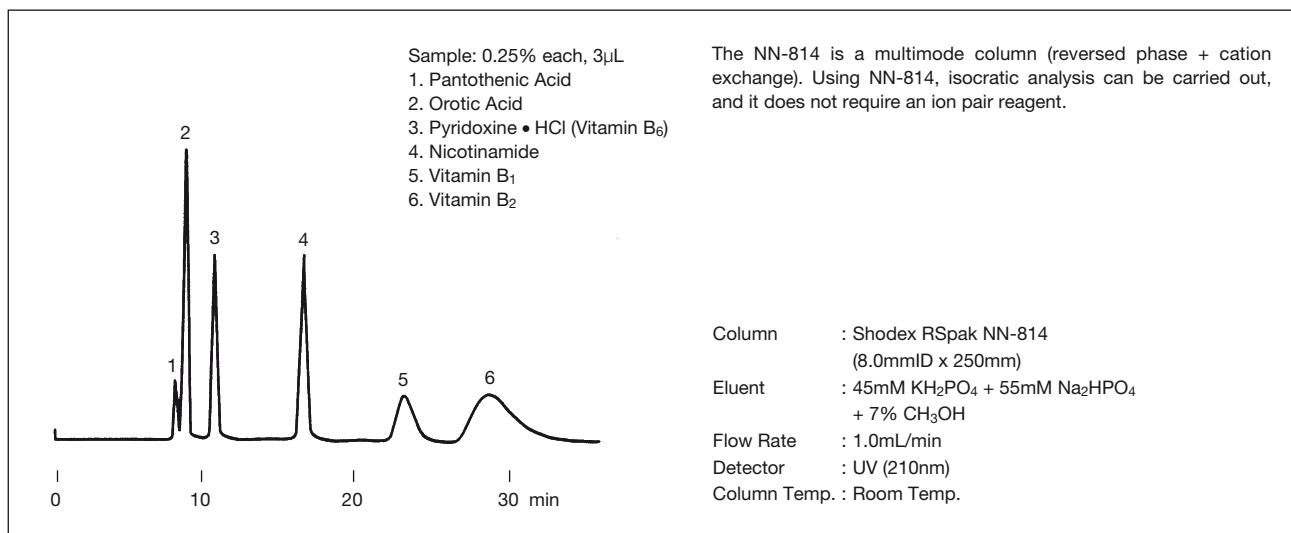 Sample: 0.25% each, 3µL
1. Pantothenic Acid
2. Orotic Acid
3. Pyridoxine • HCl (Vitamin B₆)
4. Nicotinamide
5. Vitamin B₁
6. Vitamin B₂
The NN-814 is a multimode column (reversed phase + cation
exchange). Using NN-814, isocratic analysis can be carried out,
and it does not require an ion pair reagent.
2
3
4
1
5
6
0 10 20 30 min
Column : Shodex RSpak NN-814
(8.0mmID x 250mm)
Eluent : 45mM KH₂PO₄ + 55mM Na₂HPO₄
+ 7% CH₃OH
Flow Rate : 1.0mL/min
Detector : UV (210nm)
Column Temp. : Room Temp.